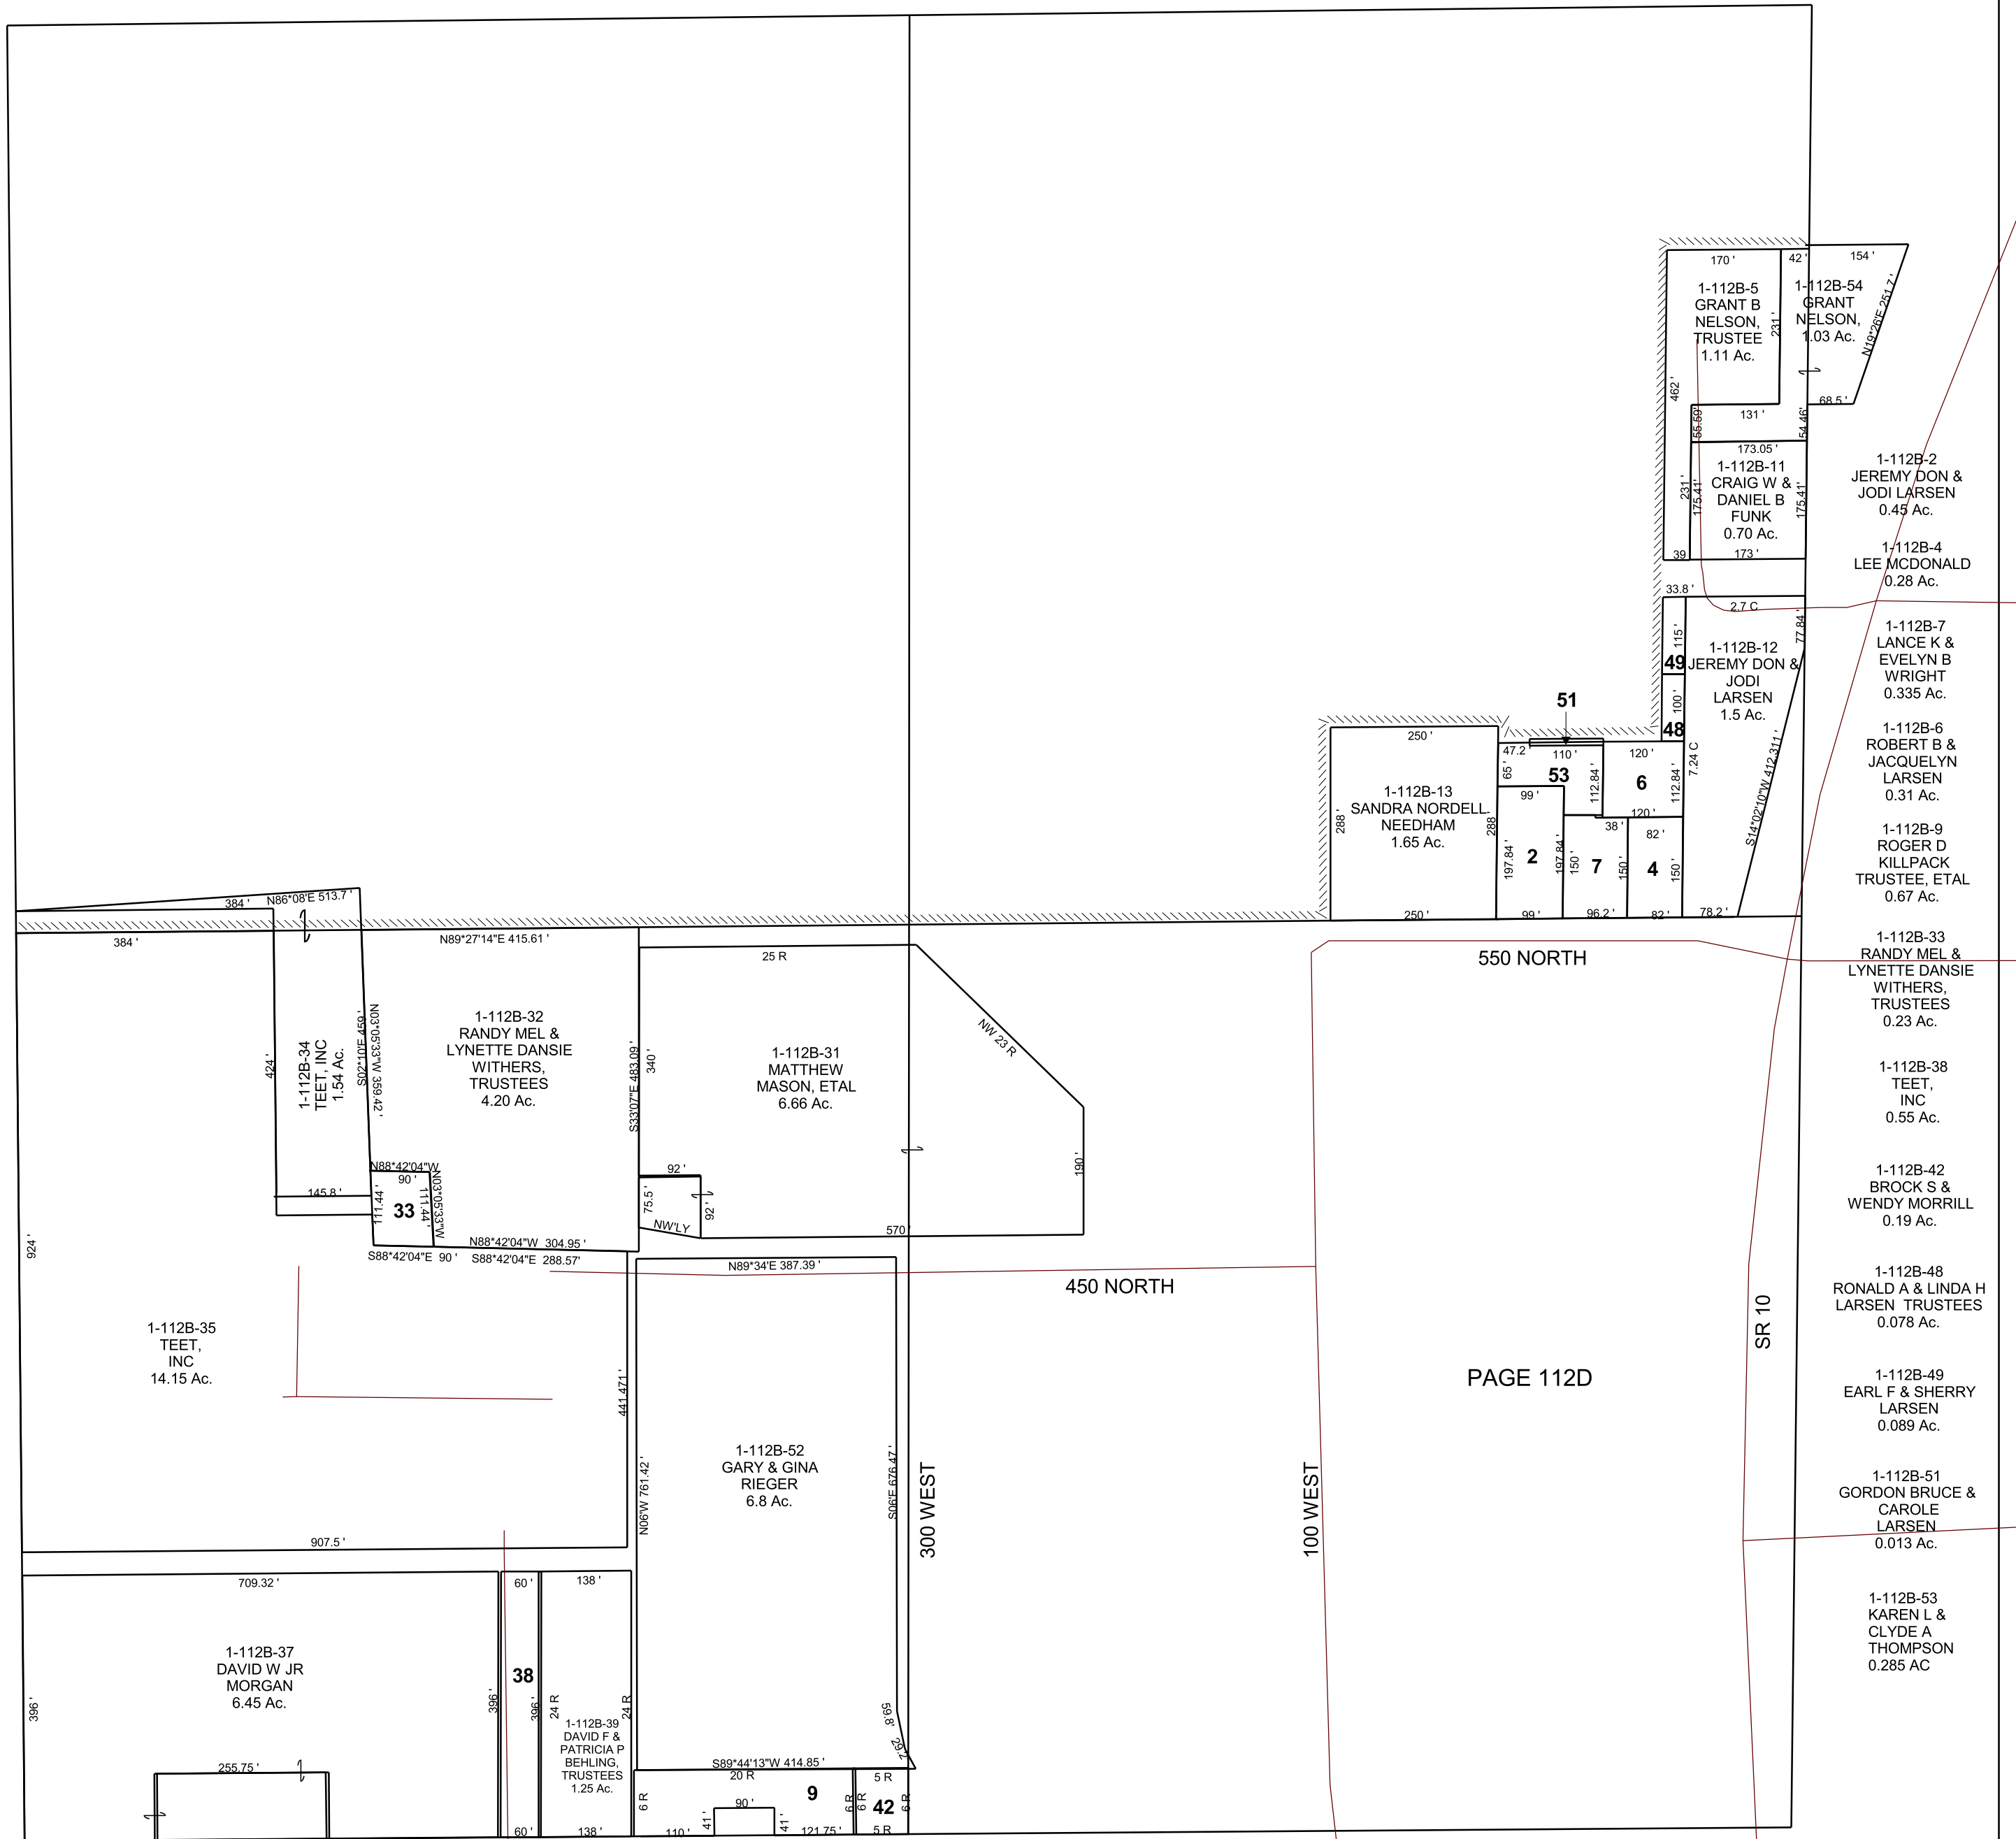 170 '
42 '
154 '
1-112B-5
GRANT B
NELSON,
TRUSTEE
1.11 Ac.
231 '
1-112B-54
GRANT
NELSON,
1.03 Ac.
N19*26'E 251.7 '
462 '
68.5 '
131 '
55.59'
54.46'
173.05 '
1-112B-11
CRAIG W &
DANIEL B
FUNK
0.70 Ac.
231 '
175.41'
175.41'
39
173 '
33.8 '
2.7 C
77.84 '
115 '
49
1-112B-12
JEREMY DON &
JODI
LARSEN
1.5 Ac.
100 '
48
7.24 C
S14*02'10"W 412.311 '
51
250 '
47.2 '
110 '
120 '
65 '
53
112.84 '
6
112.84 '
1-112B-13
SANDRA NORDELL
NEEDHAM
1.65 Ac.
288 '
288 '
99 '
120 '
38 '
82 '
197.84 '
2
197.84 '
150 '
7
150 '
4
150 '
250 '
99 '
96.2 '
82 '
78.2 '
1-112B-2
JEREMY DON &
JODI LARSEN
0.45 Ac.
1-112B-4
LEE MCDONALD
0.28 Ac.
1-112B-7
LANCE K &
EVELYN B
WRIGHT
0.335 Ac.
1-112B-6
ROBERT B &
JACQUELYN
LARSEN
0.31 Ac.
1-112B-9
ROGER D
KILLPACK
TRUSTEE, ETAL
0.67 Ac.
1-112B-33
RANDY MEL &
LYNETTE DANSIE
WITHERS,
TRUSTEES
0.23 Ac.
1-112B-38
TEET,
INC
0.55 Ac.
1-112B-42
BROCK S &
WENDY MORRILL
0.19 Ac.
1-112B-48
RONALD A & LINDA H
LARSEN  TRUSTEES
0.078 Ac.
1-112B-49
EARL F & SHERRY
LARSEN
0.089 Ac.
1-112B-51
GORDON BRUCE &
CAROLE
LARSEN
0.013 Ac.
1-112B-53
KAREN L &
CLYDE A
THOMPSON
0.285 AC
384 '
N86*08'E 513.7 '
384 '
N89*27'14"E 415.61 '
25 R
550 NORTH
424 '
1-112B-34
TEET, INC
1.54 Ac.
S02*10'E 459 '
N03*05'33"W 359.42 '
1-112B-32
RANDY MEL &
LYNETTE DANSIE
WITHERS,
TRUSTEES
4.20 Ac.
S33'07"E 483.09 '
340 '
1-112B-31
MATTHEW
MASON, ETAL
6.66 Ac.
NW 23 R
190 '
92 '
75.5 '
92 '
NW'LY
570 '
145.8 '
N88*42'04"W
90 '
111.44 '
33
111.44 '
N03*05'33"W
N88*42'04"W  304.95 '
S88*42'04"E  90 '
S88*42'04"E  288.57'
N89*34'E 387.39 '
450 NORTH
924 '
1-112B-35
TEET,
INC
14.15 Ac.
441.471 '
907.5 '
N06'W 761.42 '
1-112B-52
GARY & GINA
RIEGER
6.8 Ac.
S06'E 676.47 '
300 WEST
100 WEST
PAGE 112D
SR 10
709.32 '
60 '
138 '
396 '
1-112B-37
DAVID W JR
MORGAN
6.45 Ac.
396 '
38
396 '
24 R
24 R
1-112B-39
DAVID F &
PATRICIA P
BEHLING,
TRUSTEES
1.25 Ac.
59.8'
29.2'
255.75 '
S89*44'13"W 414.85 '
20 R
5 R
6 R
9
6 R
6 R
42
6 R
90 '
41 '
41 '
60 '
138 '
110 '
121.75 '
5 R